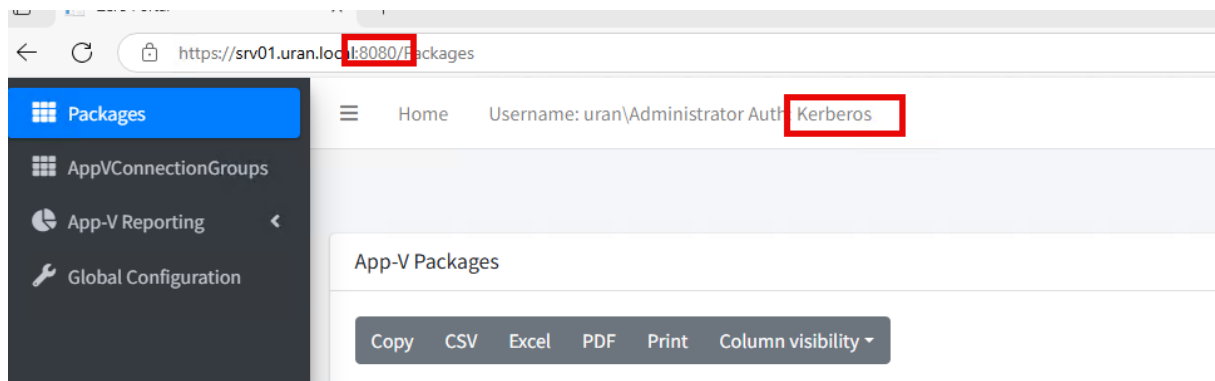 https://srv01.uran.local:8080/Packages
Packages
Home Username: uran\Administrator Auth: Kerberos
AppVConnectionGroups
App-V Reporting
Global Configuration
App-V Packages
Copy CSV Excel PDF Print Column visibility